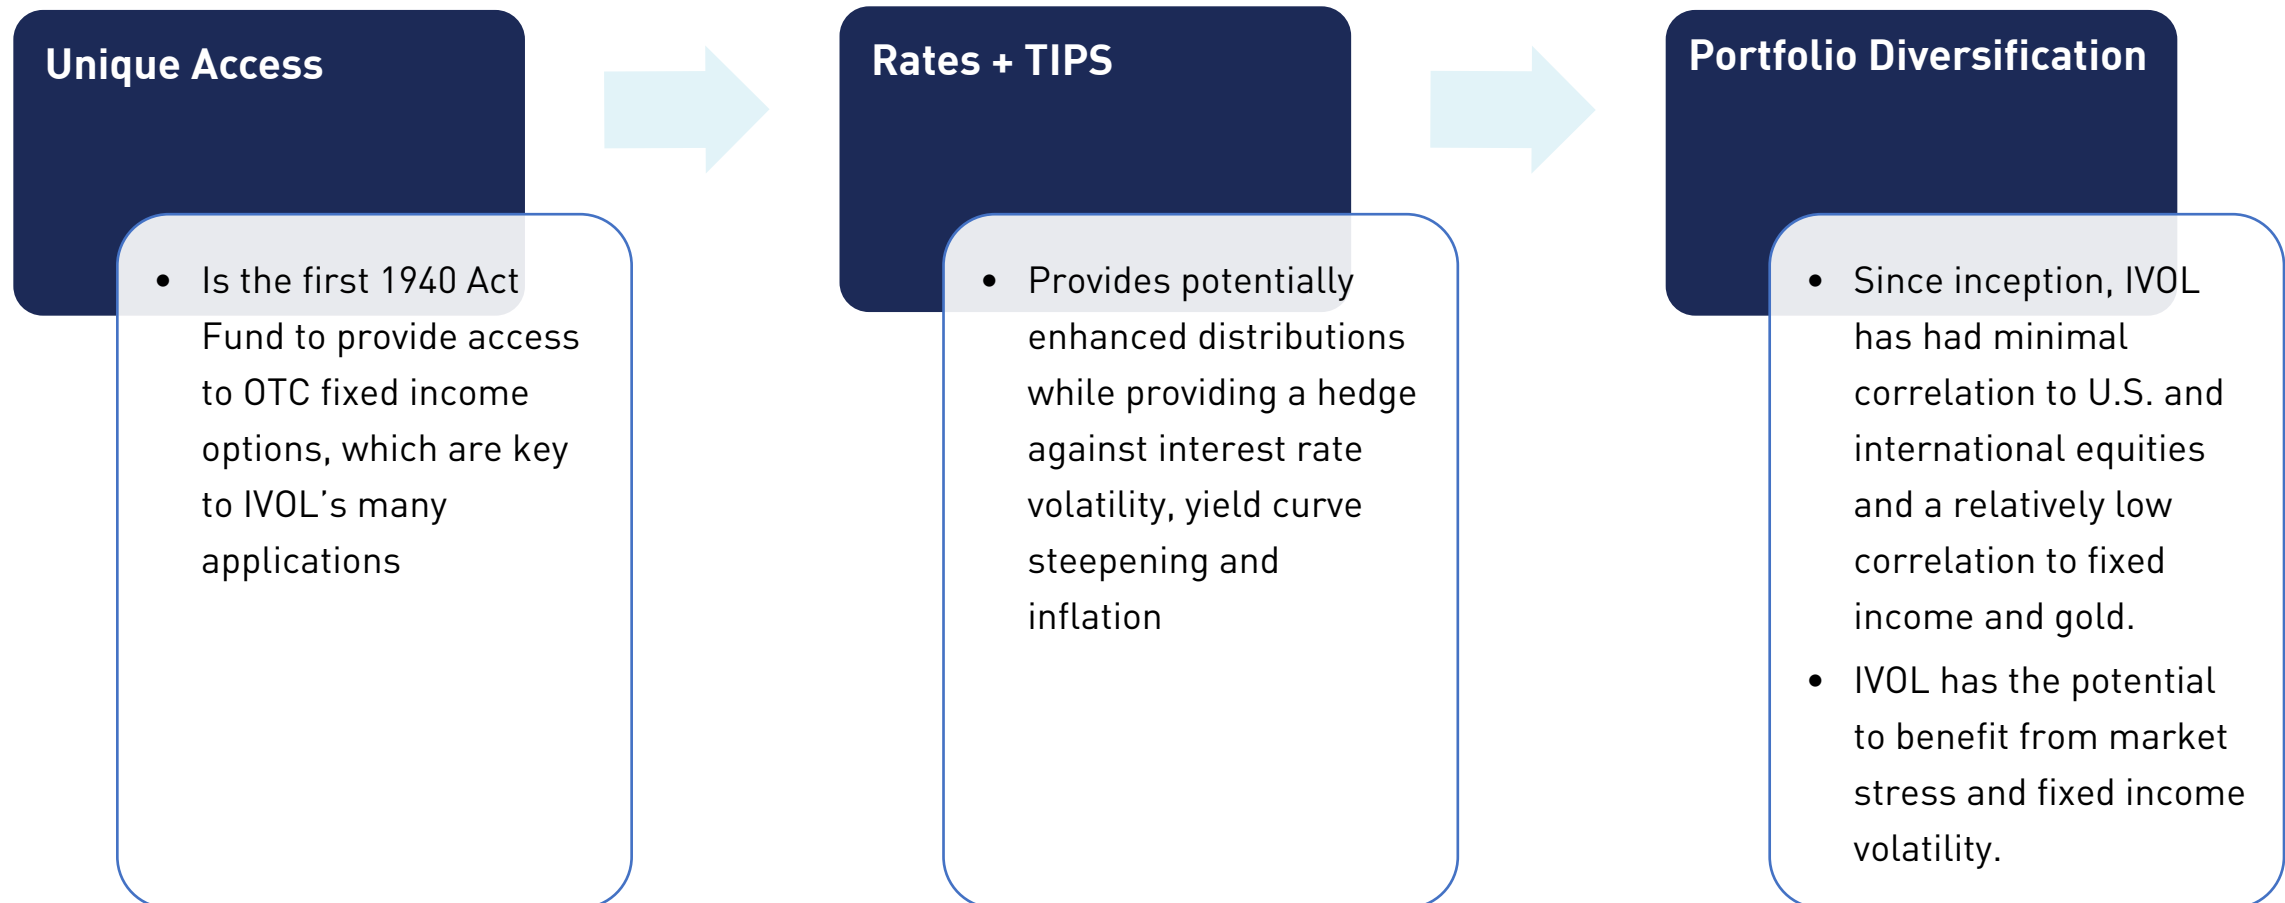 Unique Access
• Is the first 1940 Act
Fund to provide access
to OTC fixed income
options, which are key
to IVOL’s many
applications
Rates + TIPS
• Provides potentially
enhanced distributions
while providing a hedge
against interest rate
volatility, yield curve
steepening and
inflation
Portfolio Diversification
• Since inception, IVOL
has had minimal
correlation to U.S. and
international equities
and a relatively low
correlation to fixed
income and gold.
• IVOL has the potential
to benefit from market
stress and fixed income
volatility.